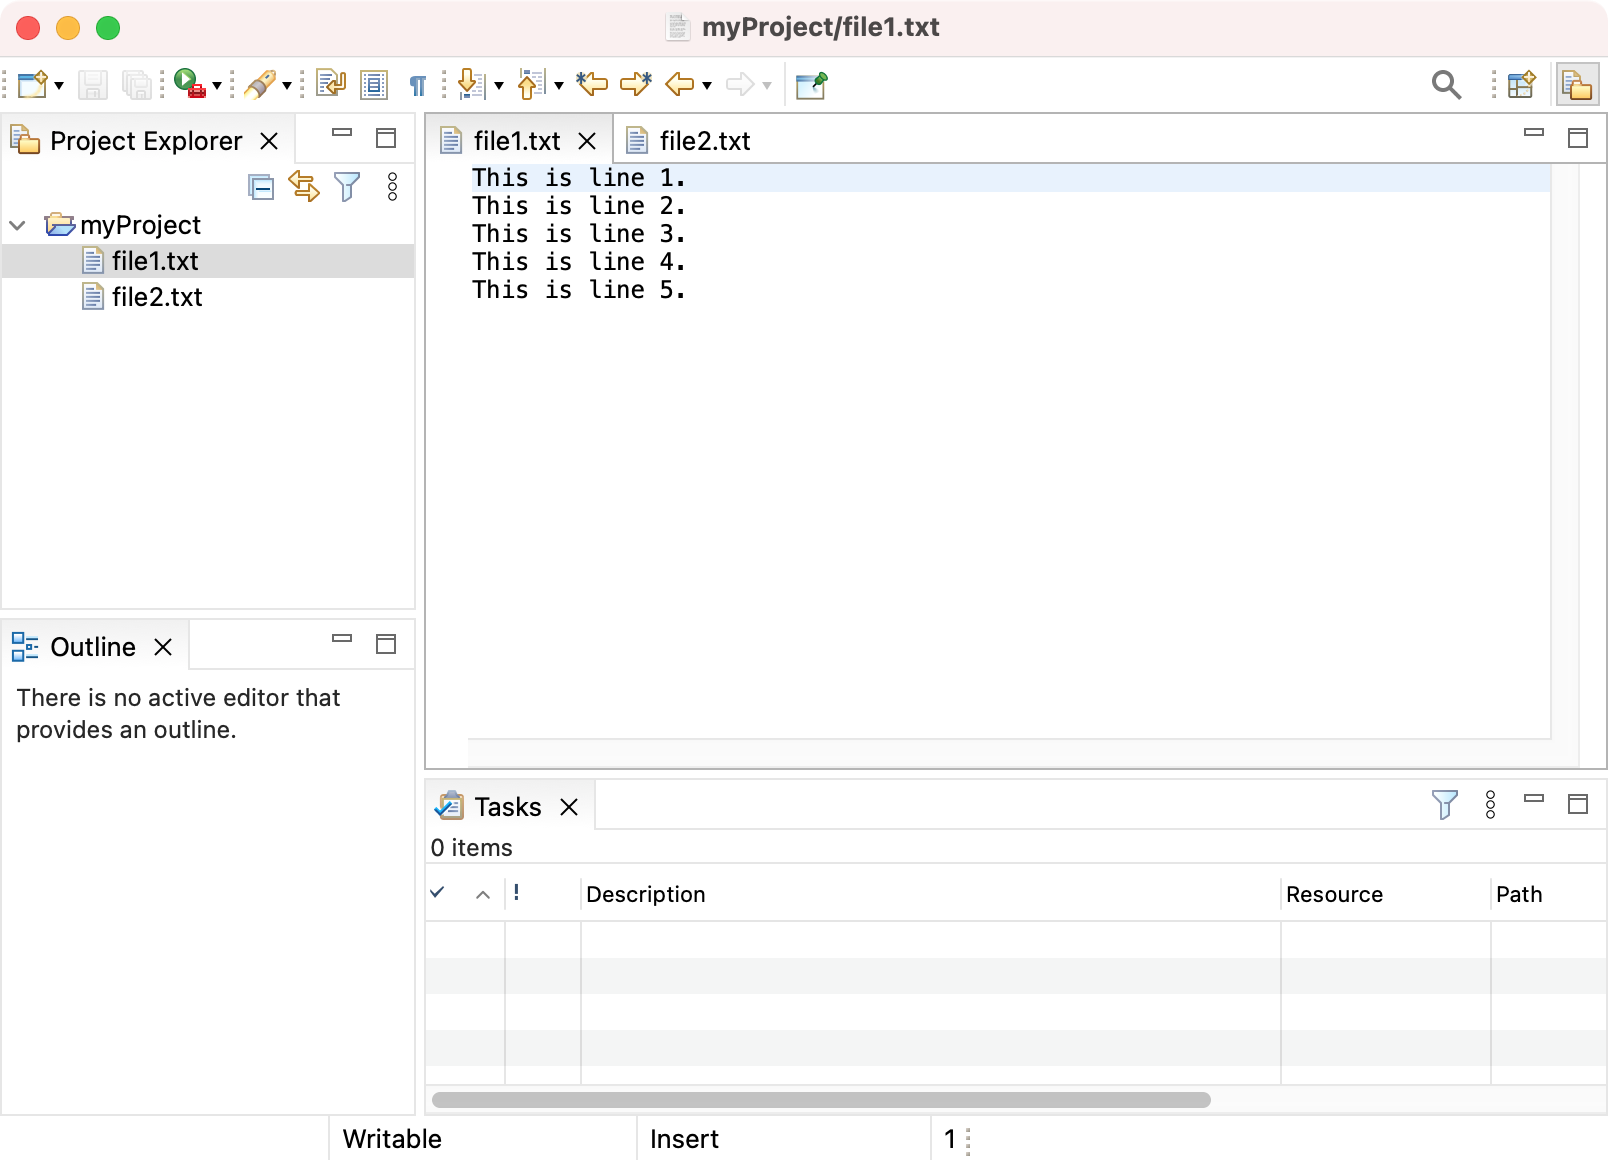 myProject/file1.txt
Project Explorer
myProject
file1.txt
file2.txt
file1.txt
file2.txt
This is line 1.
This is line 2.
This is line 3.
This is line 4.
This is line 5.
Outline
There is no active editor that
provides an outline.
Tasks
0 items
! Description Resource Path
Writable Insert 1